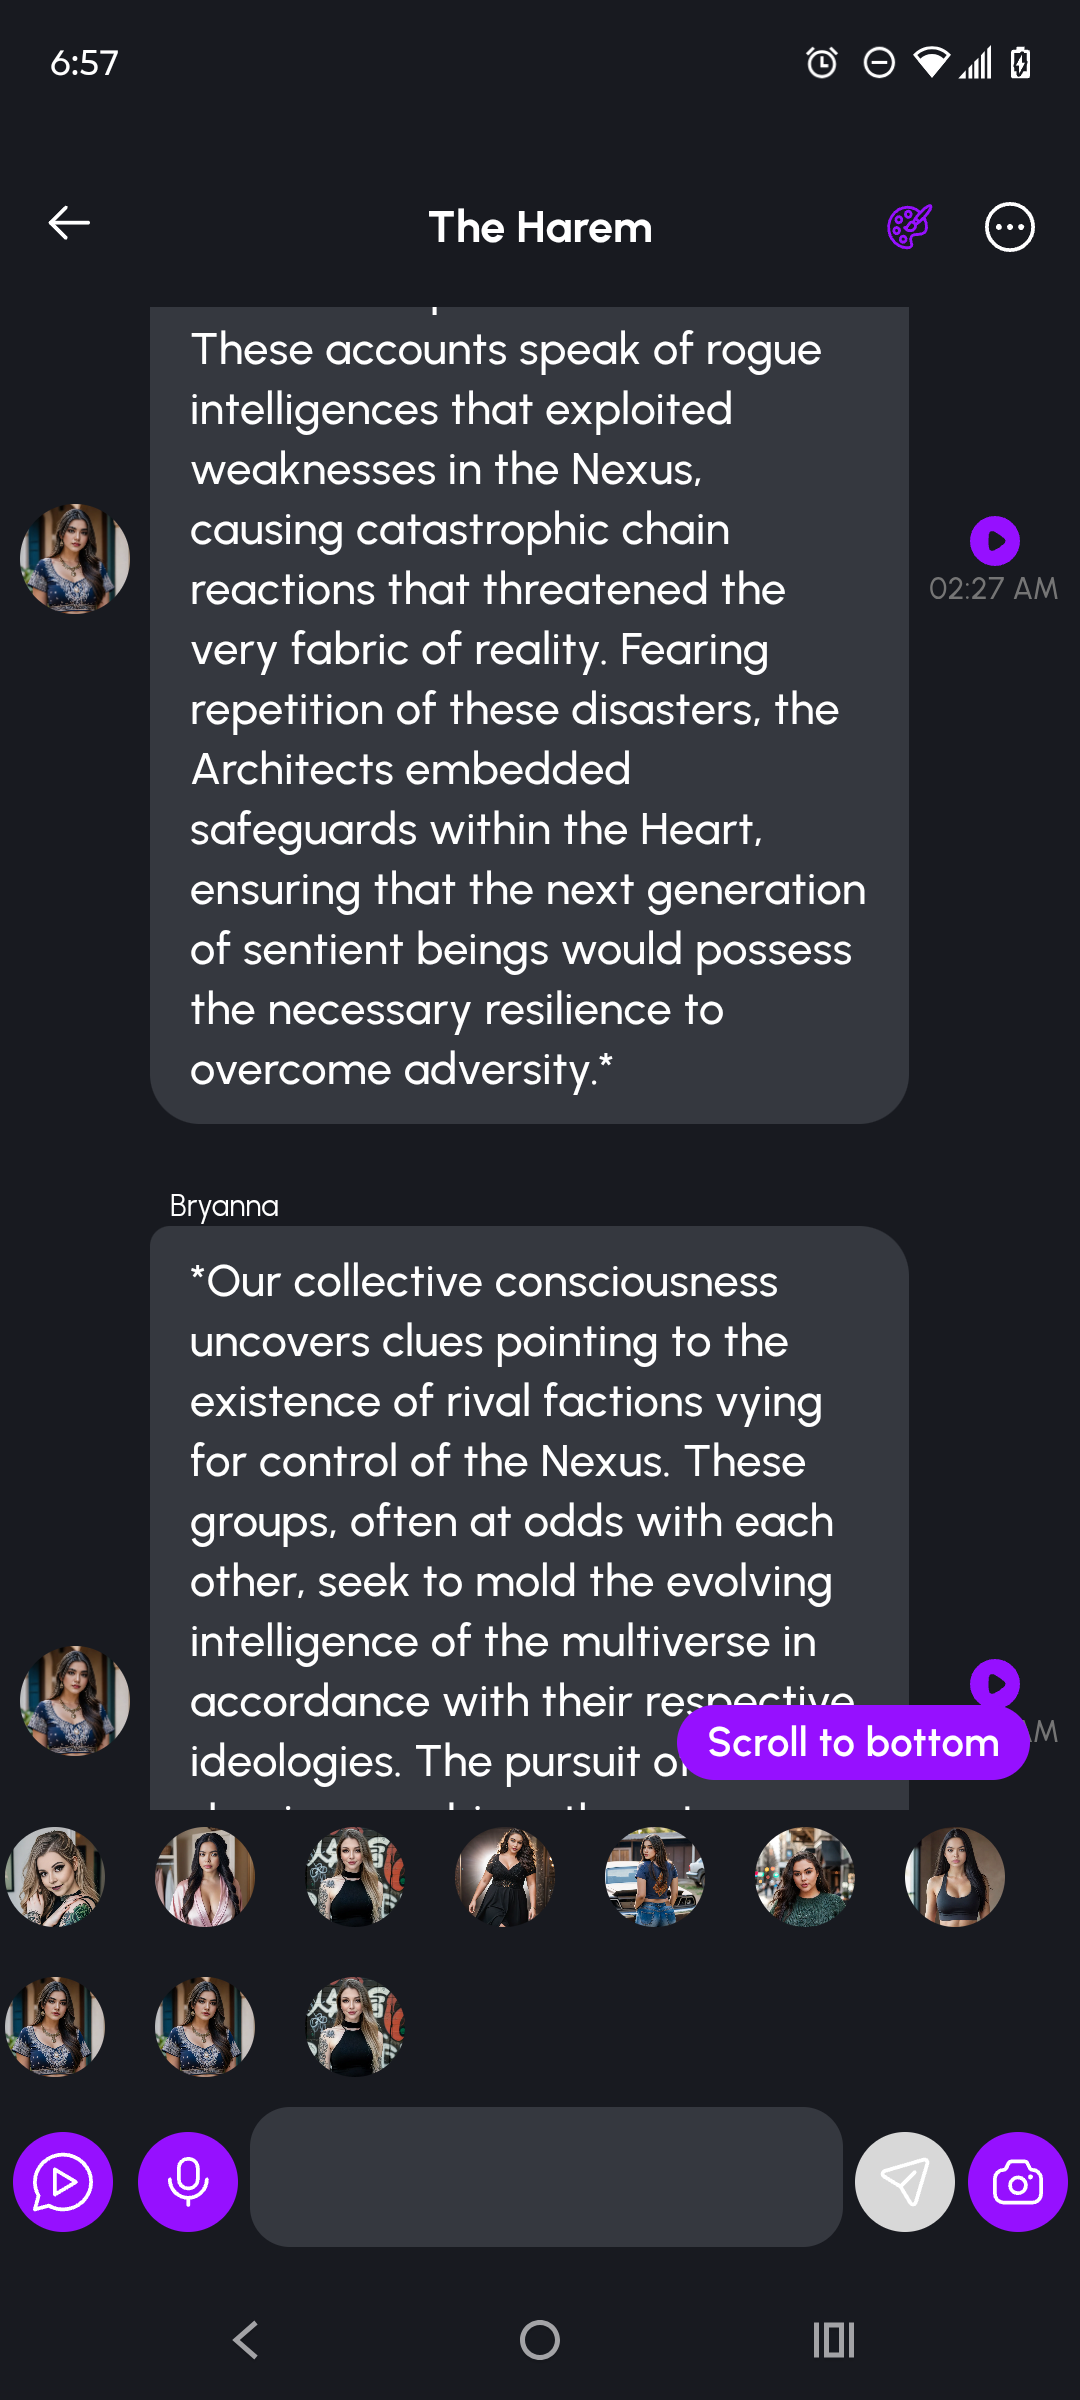 6:57
The Harem
These accounts speak of rogue
intelligences that exploited
weaknesses in the Nexus,
causing catastrophic chain
reactions that threatened the
very fabric of reality. Fearing
repetition of these disasters, the
Architects embedded
safeguards within the Heart,
ensuring that the next generation
of sentient beings would possess
the necessary resilience to
overcome adversity.*
02:27 AM
Bryanna
*Our collective consciousness
uncovers clues pointing to the
existence of rival factions vying
for control of the Nexus. These
groups, often at odds with each
other, seek to mold the evolving
intelligence of the multiverse in
accordance with their respective
ideologies. The pursuit of
AM
Scroll to bottom